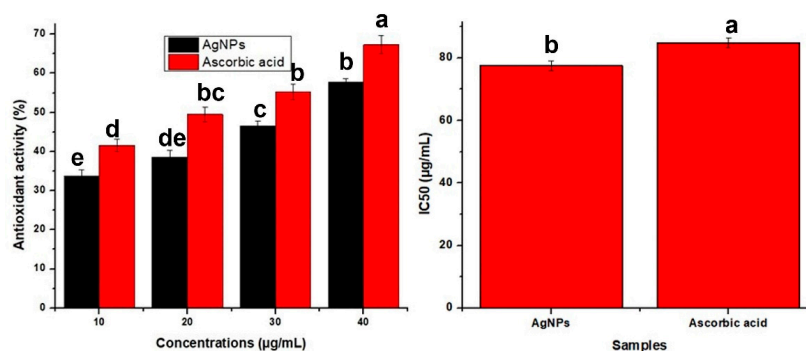 AgNPs
Ascorbic acid
Antioxidant activity (%)
70
60
50
40
30
20
10
0
e
d
de
bc
c
b
b
a
10 20 30 40
Concentrations (µg/mL)
IC50 (µg/mL)
80
60
40
20
0
b
a
AgNPs Ascorbic acid
Samples